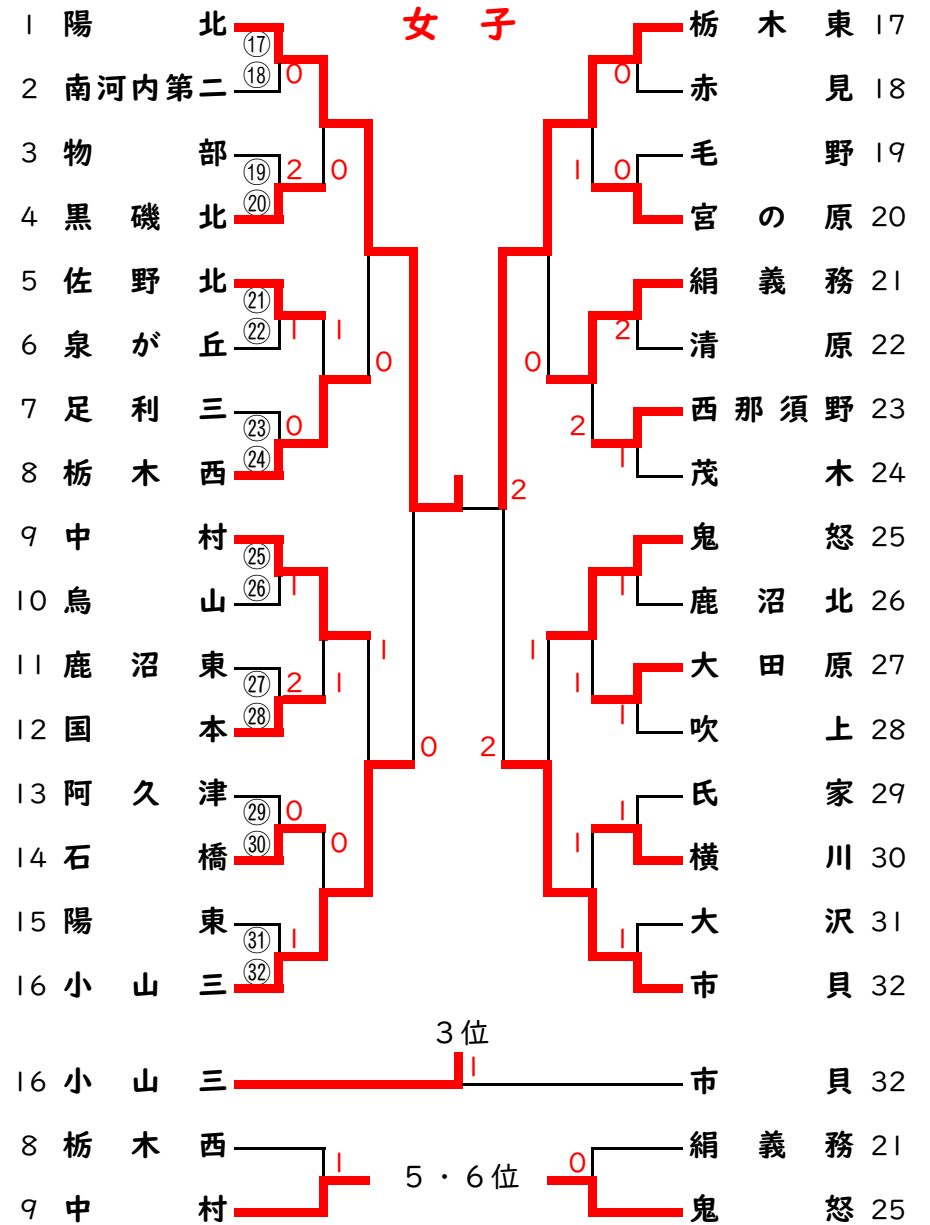 女子
1 陽北 ⑰ 栃木東 17
⑱ 0 0
2 南河内第二 赤見 18
3 物部 毛野 19
⑲ 2 0 1 0
4 黒磯北 ⑳ 宮の原 20
5 佐野北 絹義務 21
㉑
6 泉が丘 ㉒ 1 1 2 清原 22
0 0
7 足利三 西那須野 23
㉓ 0 2
8 栃木西 ㉔ 1 茂木 24
2
9 中村 鬼怒 25
㉕
㉖ 1 1
10 烏山 鹿沼北 26
1 1
11 鹿沼東 大田原 27
㉗ 2 1 1
12 国本 ㉘ 1 吹上 28
0 2
13 阿久津 氏家 29
㉙ 0 1
14 石橋 ㉚ 0 1 横川 30
15 陽東 大沢 31
㉛ 1 1
16 小山三 ㉜ 市貝 32
3位
1
16 小山三 市貝 32
8 栃木西 絹義務 21
1 5・6位 0
9 中村 鬼怒 25